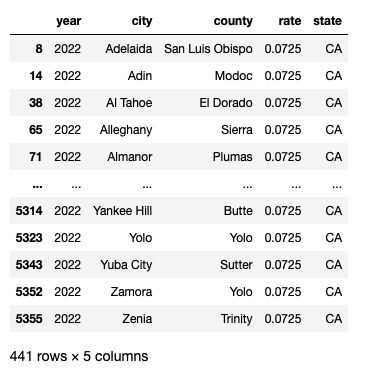 year city county rate state
8 2022 Adelaida San Luis Obispo 0.0725 CA
14 2022 Adin Modoc 0.0725 CA
38 2022 Al Tahoe El Dorado 0.0725 CA
65 2022 Alleghany Sierra 0.0725 CA
71 2022 Almanor Plumas 0.0725 CA
... ... ... ... ... ...
5314 2022 Yankee Hill Butte 0.0725 CA
5323 2022 Yolo Yolo 0.0725 CA
5343 2022 Yuba City Sutter 0.0725 CA
5352 2022 Zamora Yolo 0.0725 CA
5355 2022 Zenia Trinity 0.0725 CA
441 rows × 5 columns